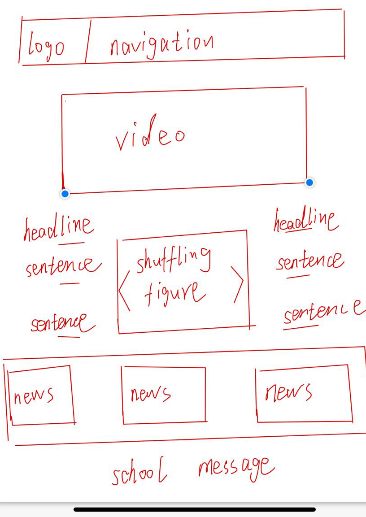 logo navigation
video
headline
sentence
sentence
< shuffling >
figure
headline
sentence
sentence
news
news
news
school message